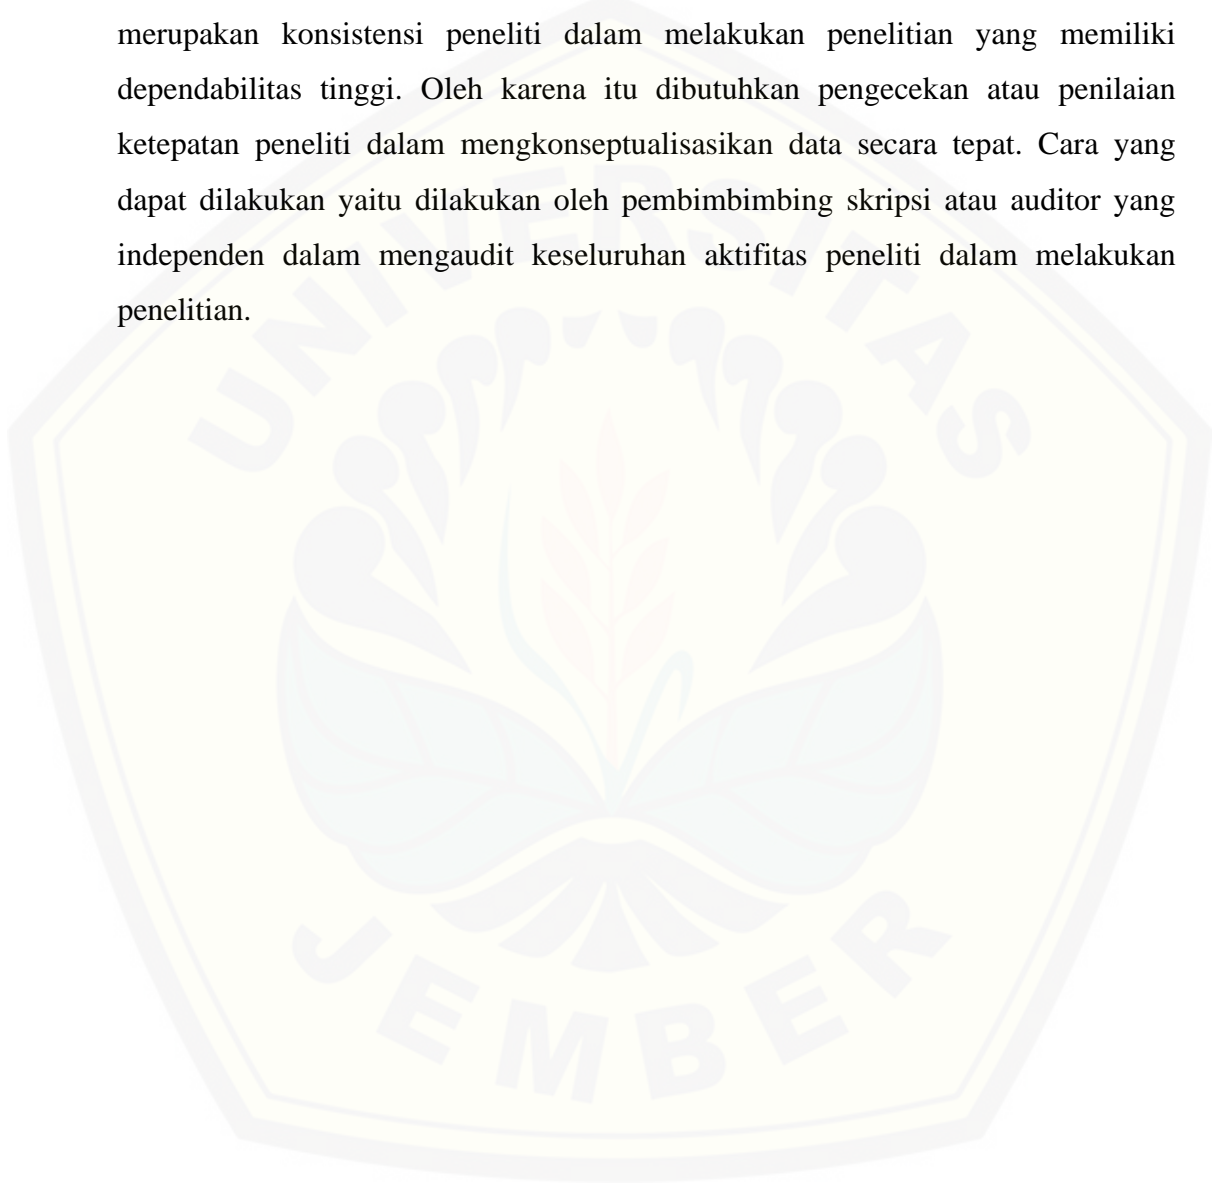 merupakan konsistensi peneliti dalam melakukan penelitian yang memiliki
dependabilitas tinggi. Oleh karena itu dibutuhkan pengecekan atau penilaian
ketepatan peneliti dalam mengkonseptualisasikan data secara tepat. Cara yang
dapat dilakukan yaitu dilakukan oleh pembimbimbing skripsi atau auditor yang
independen dalam mengaudit keseluruhan aktifitas peneliti dalam melakukan
penelitian.
UNIVERSITAS
JEMBER